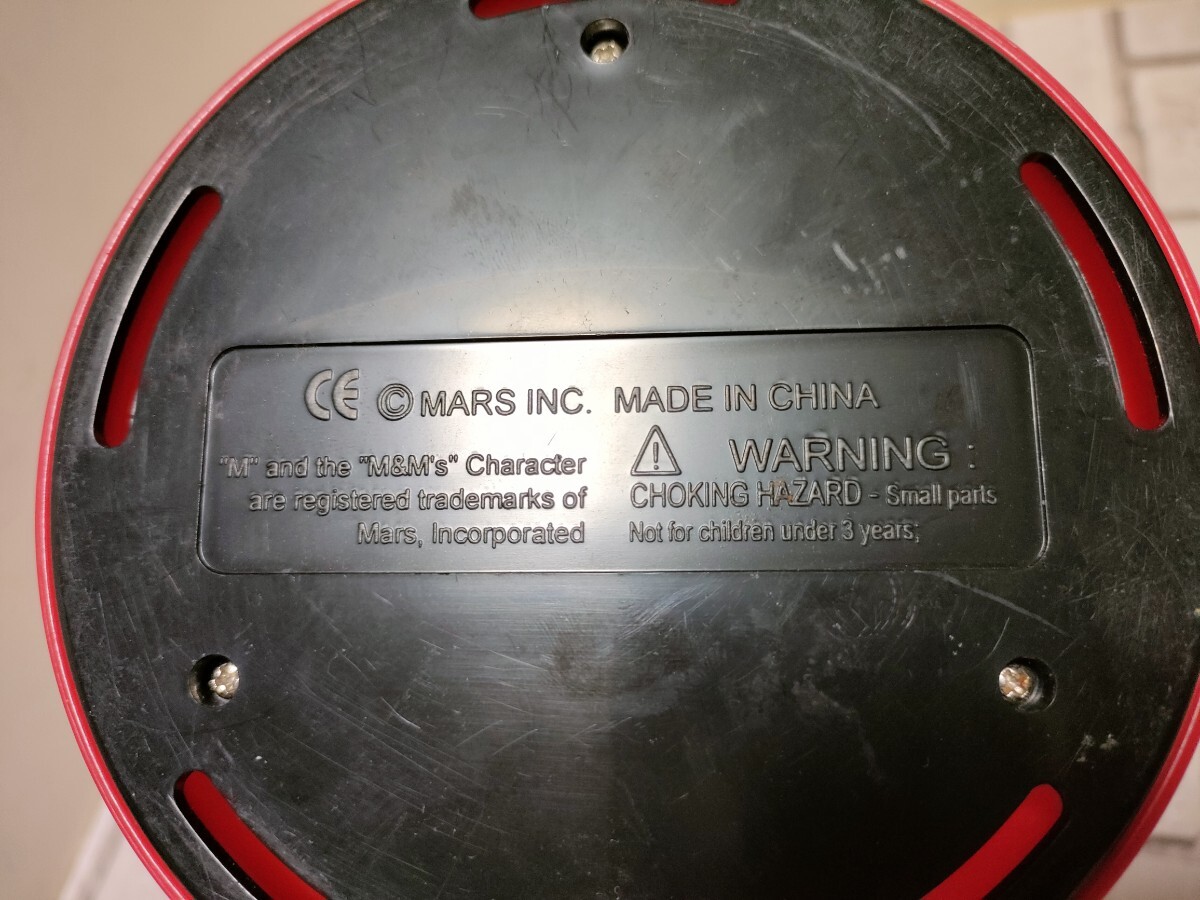 CE © MARS INC. MADE IN CHINA
"M" and the "M&M's" Character
are registered trademarks of
Mars, Incorporated
⚠ WARNING :
CHOKING HAZARD - Small parts
Not for children under 3 years;